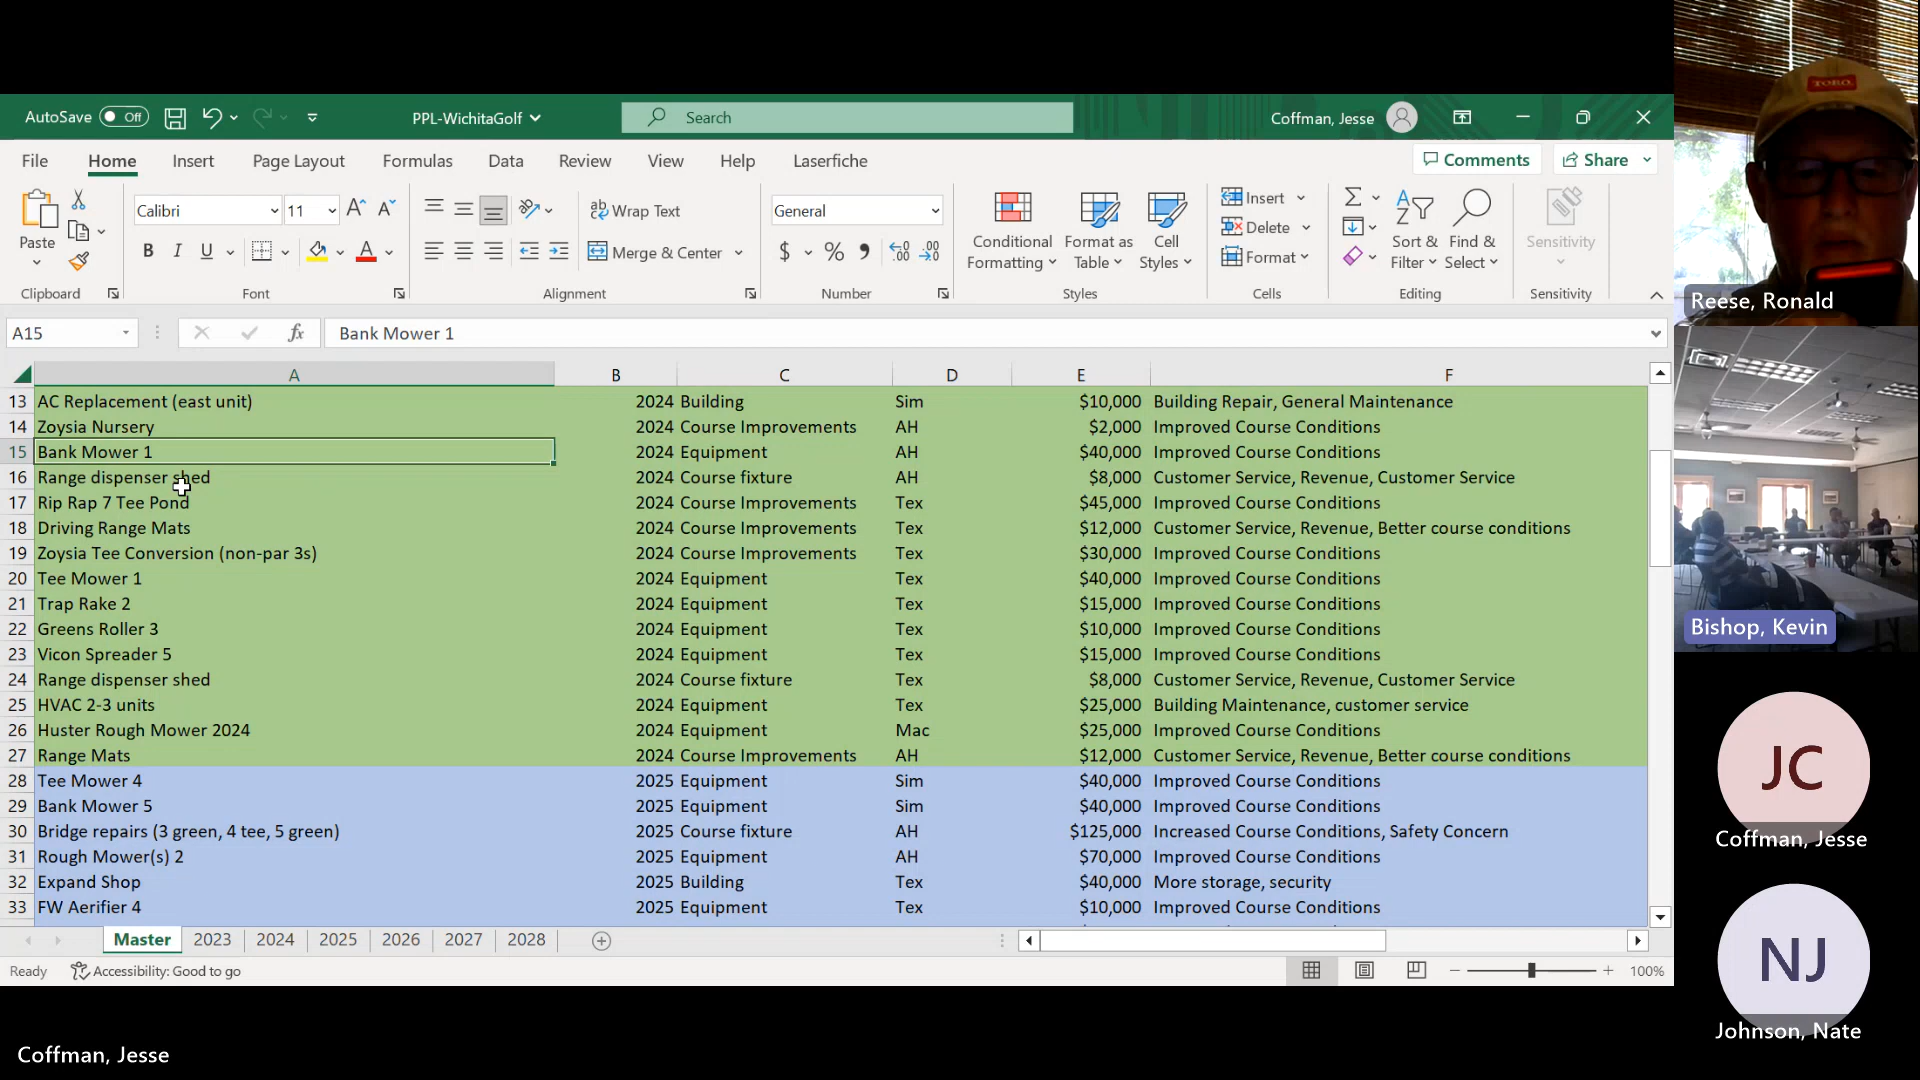 AutoSave Off PPL-WichitaGolf Search Coffman, Jesse
File Home Insert Page Layout Formulas Data Review View Help Laserfiche Comments Share
Calibri 11 Wrap Text General Insert
Paste B I U Merge & Center $ % Conditional Formatting Format as Table Cell Styles Delete Sort & Filter Find & Select Sensitivity
Format
Clipboard Font Alignment Number Styles Cells Editing Sensitivity
A15 fx Bank Mower 1
A B C D E F
13 AC Replacement (east unit) 2024 Building Sim $10,000 Building Repair, General Maintenance
14 Zoysia Nursery 2024 Course Improvements AH $2,000 Improved Course Conditions
15 Bank Mower 1 2024 Equipment AH $40,000 Improved Course Conditions
16 Range dispenser shed 2024 Course fixture AH $8,000 Customer Service, Revenue, Customer Service
17 Rip Rap 7 Tee Pond 2024 Course Improvements Tex $45,000 Improved Course Conditions
18 Driving Range Mats 2024 Course Improvements Tex $12,000 Customer Service, Revenue, Better course conditions
19 Zoysia Tee Conversion (non-par 3s) 2024 Course Improvements Tex $30,000 Improved Course Conditions
20 Tee Mower 1 2024 Equipment Tex $40,000 Improved Course Conditions
21 Trap Rake 2 2024 Equipment Tex $15,000 Improved Course Conditions
22 Greens Roller 3 2024 Equipment Tex $10,000 Improved Course Conditions
23 Vicon Spreader 5 2024 Equipment Tex $15,000 Improved Course Conditions
24 Range dispenser shed 2024 Course fixture Tex $8,000 Customer Service, Revenue, Customer Service
25 HVAC 2-3 units 2024 Equipment Tex $25,000 Building Maintenance, customer service
26 Huster Rough Mower 2024 2024 Equipment Mac $25,000 Improved Course Conditions
27 Range Mats 2024 Course Improvements AH $12,000 Customer Service, Revenue, Better course conditions
28 Tee Mower 4 2025 Equipment Sim $40,000 Improved Course Conditions
29 Bank Mower 5 2025 Equipment Sim $40,000 Improved Course Conditions
30 Bridge repairs (3 green, 4 tee, 5 green) 2025 Course fixture AH $125,000 Increased Course Conditions, Safety Concern
31 Rough Mower(s) 2 2025 Equipment AH $70,000 Improved Course Conditions
32 Expand Shop 2025 Building Tex $40,000 More storage, security
33 FW Aerifier 4 2025 Equipment Tex $10,000 Improved Course Conditions
Master 2023 2024 2025 2026 2027 2028
Ready Accessibility: Good to go 100%
Coffman, Jesse
TORO
Reese, Ronald
Bishop, Kevin
JC
Coffman, Jesse
NJ
Johnson, Nate